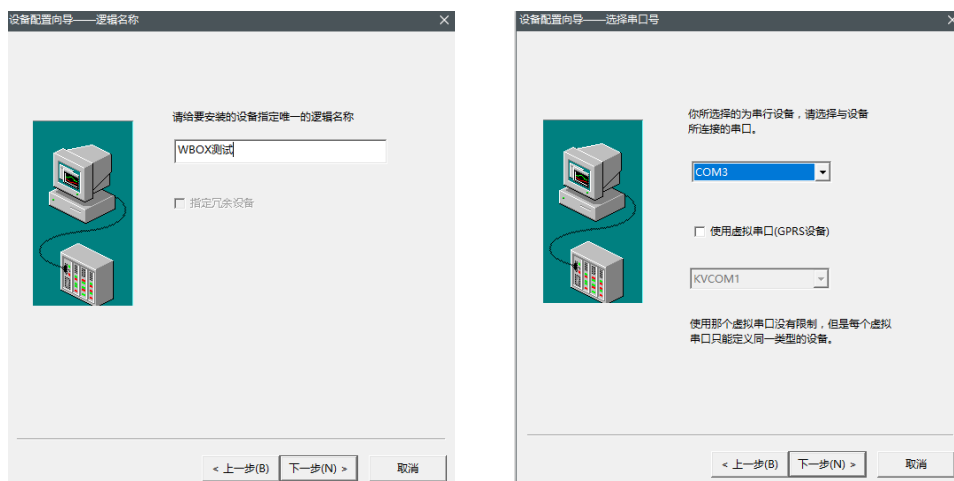 设备配置向导——逻辑名称
请给要安装的设备指定唯一的逻辑名称
WBOX测试
指定冗余设备
< 上一步(B)
下一步(N) >
取消
设备配置向导——选择串口号
你所选择的为串行设备，请选择与设备
所连接的串口。
COM3
使用虚拟串口(GPRS设备)
KVCOM1
使用那个虚拟串口没有限制，但是每个虚拟
串口只能定义同一类型的设备。
< 上一步(B)
下一步(N) >
取消